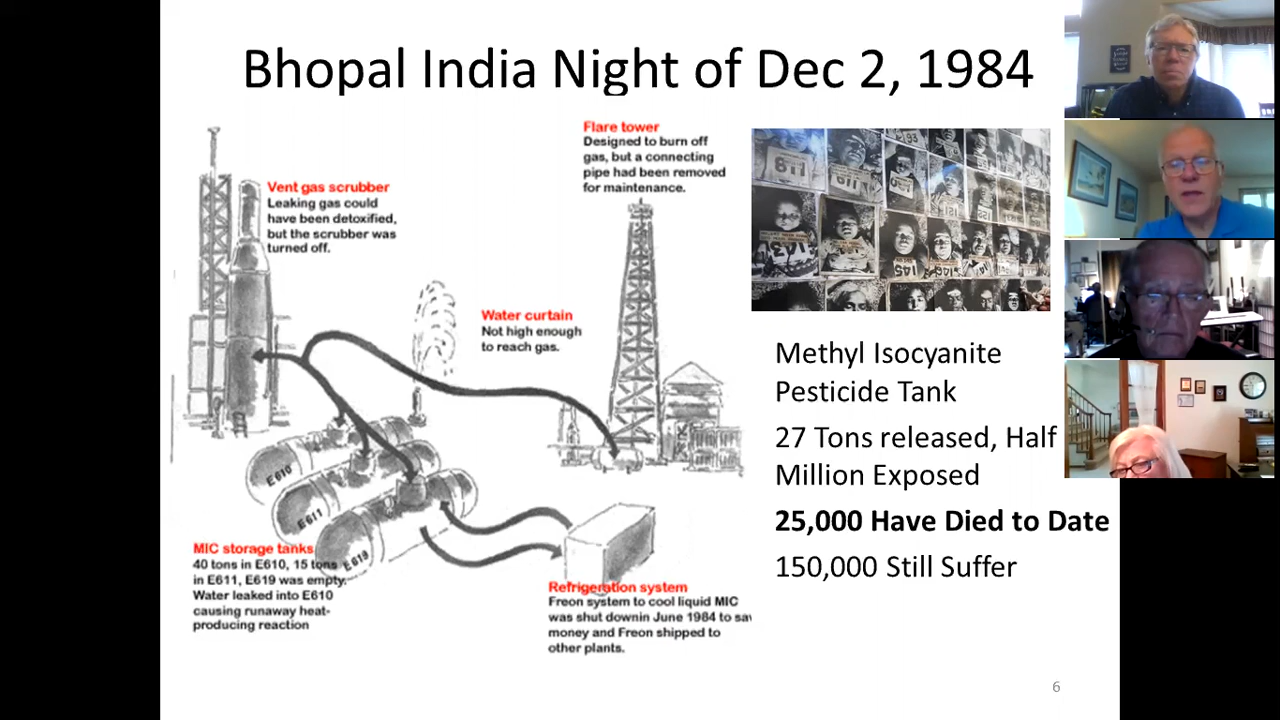 Bhopal India Night of Dec 2, 1984
Flare tower
Designed to burn off
gas, but a connecting
pipe had been removed
for maintenance.
Vent gas scrubber
Leaking gas could
have been detoxified,
but the scrubber was
turned off.
Water curtain
Not high enough
to reach gas.
E610
E611
E619
MIC storage tanks
40 tons in E610, 15 tons
in E611, E619 was empty.
Water leaked into E610
causing runaway heat-
producing reaction
Refrigeration system
Freon system to cool liquid MIC
was shut downin June 1984 to sav
money and Freon shipped to
other plants.
Methyl Isocyanite
Pesticide Tank
27 Tons released, Half
Million Exposed
25,000 Have Died to Date
150,000 Still Suffer
6